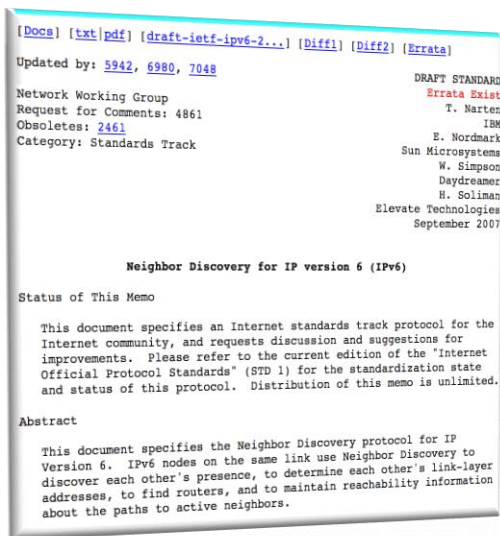 [Docs] [txt|pdf] [draft-ietf-ipv6-2...] [Diff1] [Diff2] [Errata]
Updated by: 5942, 6980, 7048
DRAFT STANDARD
Errata Exist
Network Working Group
T. Narten
Request for Comments: 4861
IBM
Obsoletes: 2461
E. Nordmark
Category: Standards Track
Sun Microsystems
W. Simpson
Daydreamer
H. Soliman
Elevate Technologies
September 2007
Neighbor Discovery for IP version 6 (IPv6)
Status of This Memo
This document specifies an Internet standards track protocol for the
Internet community, and requests discussion and suggestions for
improvements. Please refer to the current edition of the "Internet
Official Protocol Standards" (STD 1) for the standardization state
and status of this protocol. Distribution of this memo is unlimited.
Abstract
This document specifies the Neighbor Discovery protocol for IP
Version 6. IPv6 nodes on the same link use Neighbor Discovery to
discover each other's presence, to determine each other's link-layer
addresses, to find routers, and to maintain reachability information
about the paths to active neighbors.